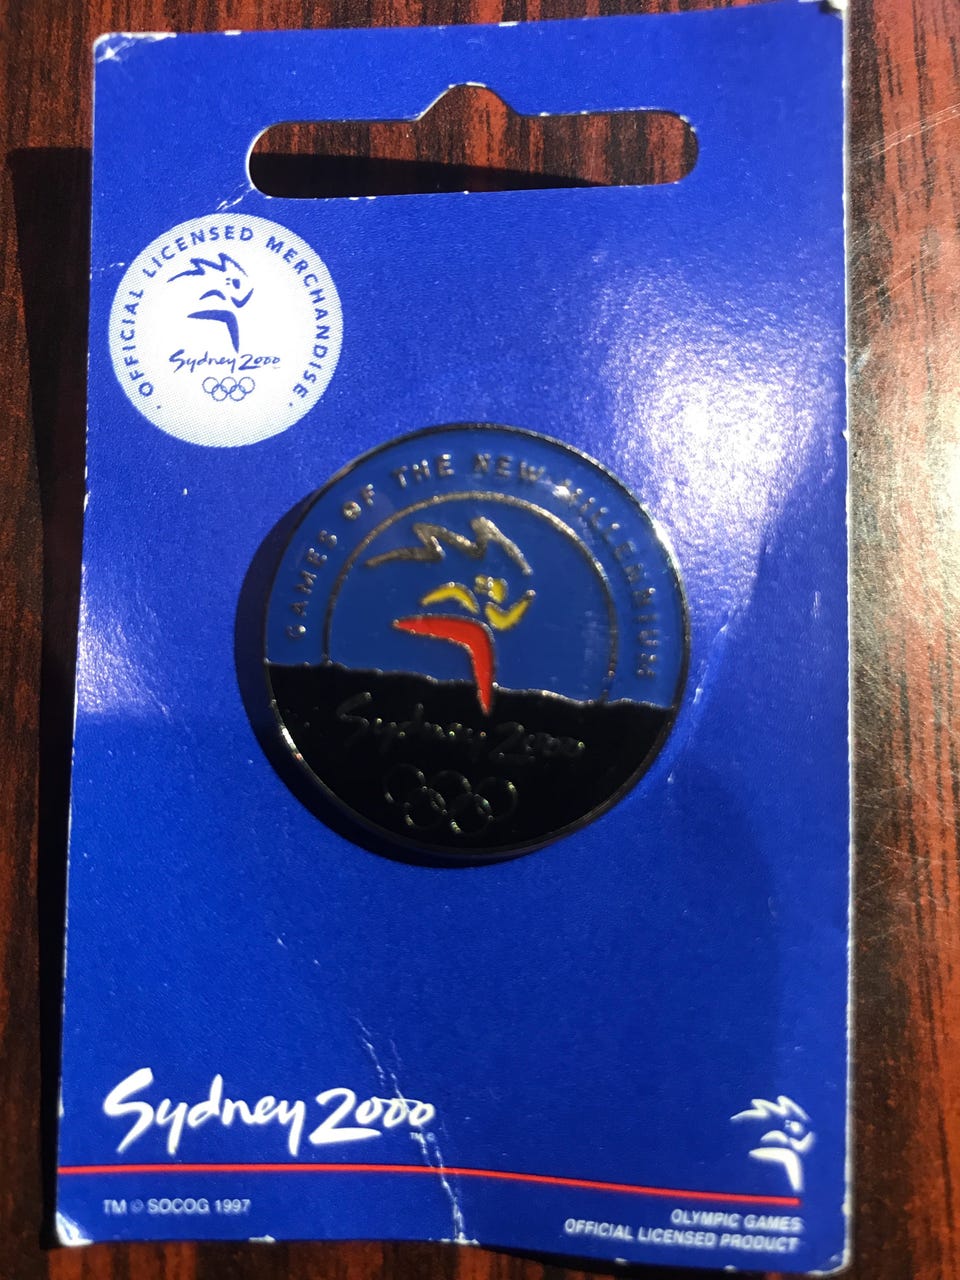 • OFFICIAL LICENSED MERCHANDISE •
Sydney 2000
GAMES OF THE NEW MILLENNIUM
Sydney 2000
Sydney 2000
TM ©
TM © SOCOG 1997
OLYMPIC GAMES
OFFICIAL LICENSED PRODUCT